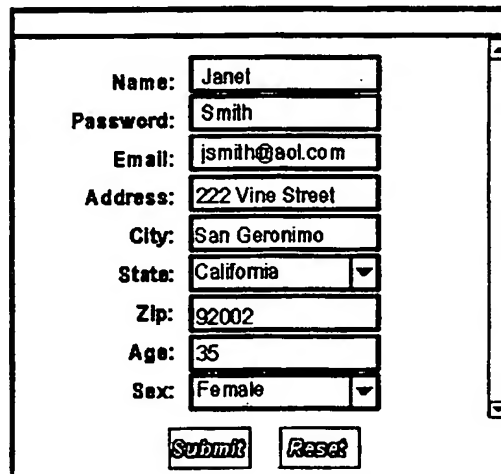 Name: Janet
Password: Smith
Email: jsmith@aol.com
Address: 222 Vine Street
City: San Geronimo
State: California
Zip: 92002
Age: 35
Sex: Female
Submit Reset